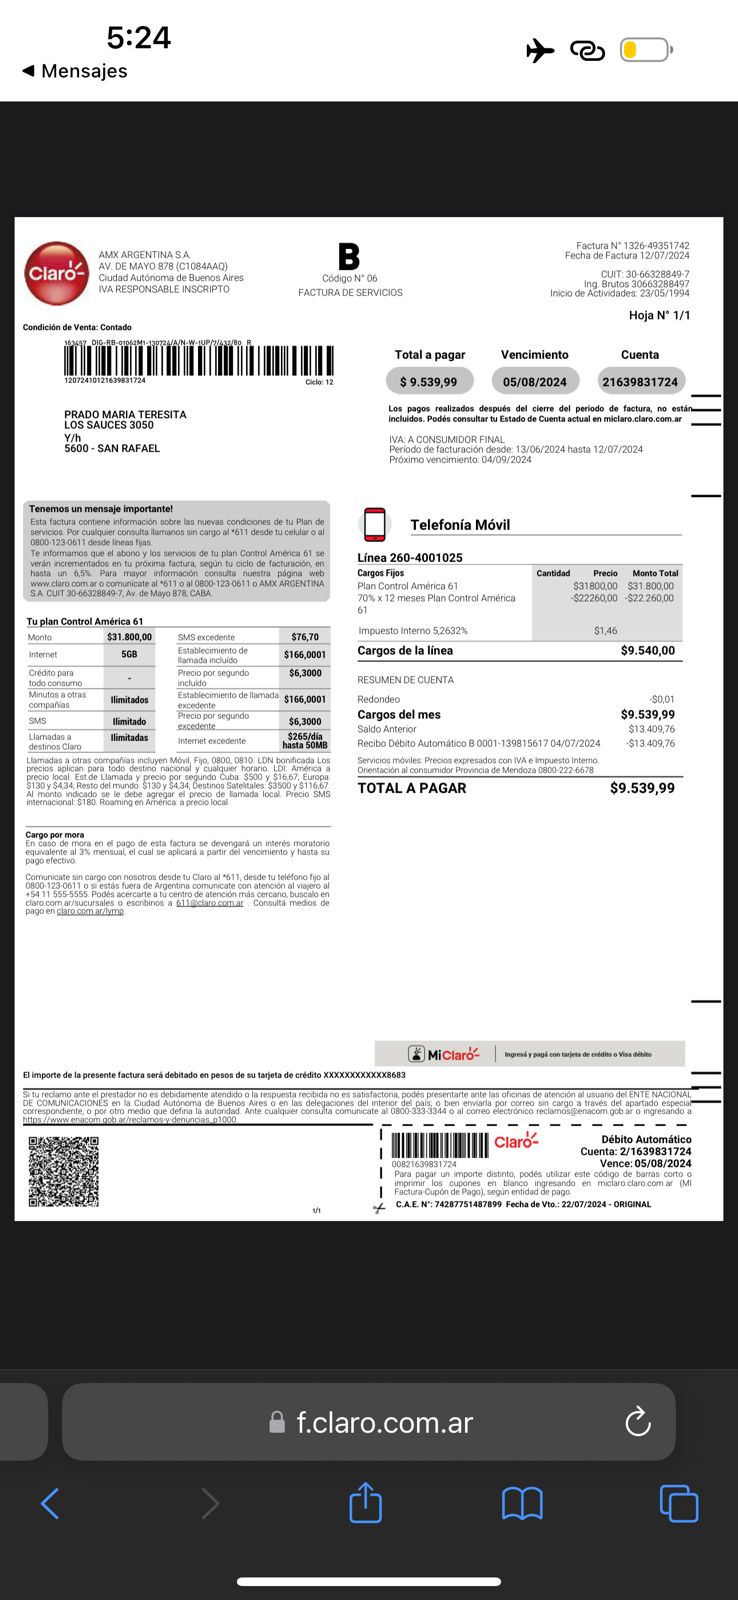 5:24
◀ Mensajes
Claro
AMX ARGENTINA S.A.
AV. DE MAYO 878 (C1084AAQ)
Ciudad Autónoma de Buenos Aires
IVA RESPONSABLE INSCRIPTO
B
Código N° 06
FACTURA DE SERVICIOS
Factura N° 1326-49351742
Fecha de Factura 12/07/2024
CUIT: 30-66328849-7
Ing. Brutos 30663288497
Inicio de Actividades: 23/05/1994
Hoja N° 1/1
Condición de Venta: Contado
163457 DIG-RB-01062M1-130724/A/N-W-1UP/7/432/80 R
12072410121639831724
Ciclo: 12
PRADO MARIA TERESITA
LOS SAUCES 3050
Y/h
5600 - SAN RAFAEL
Total a pagar Vencimiento Cuenta
$ 9.539,99 05/08/2024 21639831724
Los pagos realizados después del cierre del periodo de factura, no están
incluidos. Podés consultar tu Estado de Cuenta actual en miclaro.claro.com.ar
IVA: A CONSUMIDOR FINAL
Período de facturación desde: 13/06/2024 hasta 12/07/2024
Próximo vencimiento: 04/09/2024
Tenemos un mensaje importante!
Esta factura contiene información sobre las nuevas condiciones de tu Plan de
servicios. Por cualquier consulta llamanos sin cargo al *611 desde tu celular o al
0800-123-0611 desde líneas fijas.
Te informamos que el abono y los servicios de tu plan Control América 61 se
verán incrementados en tu próxima factura, según tu ciclo de facturación, en
hasta un 6,5%. Para mayor información consulta nuestra página web
www.claro.com.ar o comunícate al *611 o al 0800-123-0611 o AMX ARGENTINA
S.A. CUIT 30-66328849-7, Av. de Mayo 878, CABA.
Tu plan Control América 61
Monto $31.800,00 SMS excedente $76,70
Internet 5GB Establecimiento de llamada incluído $166,0001
Crédito para todo consumo - Precio por segundo incluído $6,3000
Minutos a otras compañías Ilimitados Establecimiento de llamada excedente $166,0001
SMS Ilimitado Precio por segundo excedente $6,3000
Llamadas a destinos Claro Ilimitadas Internet excedente $265/día hasta 50MB
Llamadas a otras compañías incluyen Móvil, Fijo, 0800, 0810. LDN bonificada Los
precios aplican para todo destino nacional y cualquier horario. LDI: América a
precio local. Est.de Llamada y precio por segundo Cuba: $500 y $16,67; Europa:
$130 y $4,34; Resto del mundo: $130 y $4,34; Destinos Satelitales: $3500 y $116,67.
Al monto indicado se le debe agregar el precio de llamada local. Precio SMS
internacional: $180. Roaming en América: a precio local.
Cargo por mora
En caso de mora en el pago de esta factura se devengará un interés moratorio
equivalente al 3% mensual, el cual se aplicará a partir del vencimiento y hasta su
pago efectivo.
Comunicate sin cargo con nosotros desde tu Claro al *611, desde tu teléfono fijo al
0800-123-0611 o si estás fuera de Argentina comunicate con atención al viajero al
+54 11 555-5555. Podés acercarte a tu centro de atención más cercano, buscalo en
claro.com.ar/sucursales o escribinos a 611@claro.com.ar . Consultá medios de
pago en claro.com.ar/lymp.
Telefonía Móvil
Línea 260-4001025
Cargos Fijos Cantidad Precio Monto Total
Plan Control América 61 $31800,00 $31.800,00
70% x 12 meses Plan Control América -$22260,00 -$22.260,00
61
Impuesto Interno 5,2632% $1,46
Cargos de la línea $9.540,00
RESUMEN DE CUENTA
Redondeo -$0,01
Cargos del mes $9.539,99
Saldo Anterior $13.409,76
Recibo Débito Automático B 0001-139815617 04/07/2024 -$13.409,76
Servicios móviles: Precios expresados con IVA e Impuesto Interno.
Orientación al consumidor Provincia de Mendoza 0800-222-6678
TOTAL A PAGAR $9.539,99
MiClaro Ingresá y pagá con tarjeta de crédito o Visa débito
El importe de la presente factura será debitado en pesos de su tarjeta de crédito XXXXXXXXXXXX8683
Si tu reclamo ante el prestador no es debidamente atendido o la respuesta recibida no es satisfactoria, podés presentarte ante las oficinas de atención al usuario del ENTE NACIONAL
DE COMUNICACIONES en la Ciudad Autónoma de Buenos Aires o en las delegaciones del interior del país; o bien enviarla por correo sin cargo a través del apartado especial
correspondiente, o por otro medio que defina la autoridad. Ante cualquier consulta comunicate al 0800-333-3344 o al correo electrónico reclamos@enacom.gob.ar o ingresando a
https://www.enacom.gob.ar/reclamos-y-denuncias_p1000.
1/1
00821639831724
Claro
Débito Automático
Cuenta: 2/1639831724
Vence: 05/08/2024
Para pagar un importe distinto, podés utilizar este código de barras corto o
imprimir los cupones en blanco ingresando en miclaro.claro.com.ar (MI
Factura-Cupón de Pago), según entidad de pago
C.A.E. N°: 74287751487899 Fecha de Vto.: 22/07/2024 - ORIGINAL
f.claro.com.ar